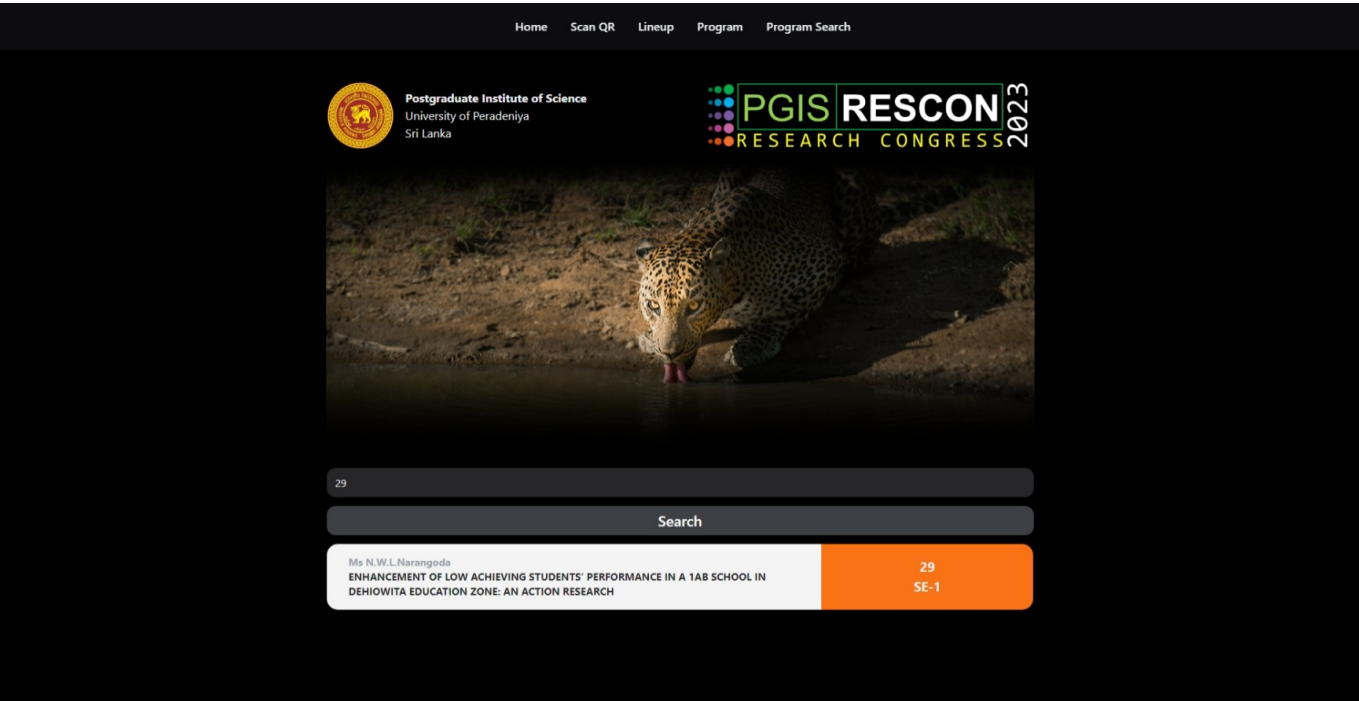 Home Scan QR Lineup Program Program Search
Postgraduate Institute of Science
University of Peradeniya
Sri Lanka
PGIS RESCON 2023
RESEARCH CONGRESS
29
Search
Ms N.W.L.Narangoda
ENHANCEMENT OF LOW ACHIEVING STUDENTS' PERFORMANCE IN A 1AB SCHOOL IN
DEHIOWITA EDUCATION ZONE: AN ACTION RESEARCH
29
SE-1